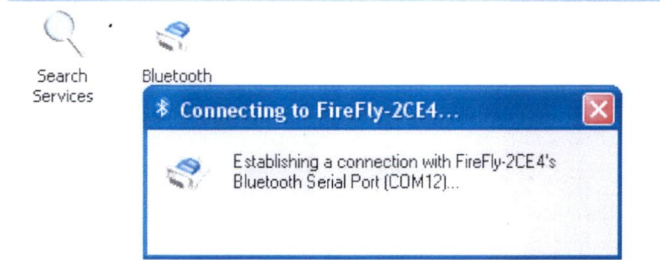 Search
Services
Bluetooth
Connecting to FireFly-2CE4...
Establishing a connection with FireFly-2CE4's
Bluetooth Serial Port (COM12)...